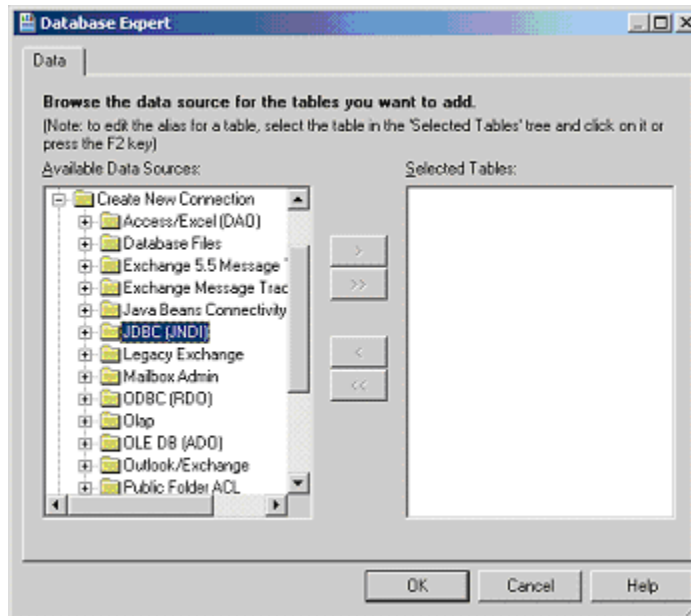 Database Expert
Data
Browse the data source for the tables you want to add.
(Note: to edit the alias for a table, select the table in the 'Selected Tables' tree and click on it or
press the F2 key)
Available Data Sources:
Selected Tables:
Create New Connection
Access/Excel (DAO)
Database Files
Exchange 5.5 Message
Exchange Message Trac
Java Beans Connectivity
JDBC (JNDI)
Legacy Exchange
Mailbox Admin
ODBC (RDO)
Olap
OLE DB (ADO)
Outlook/Exchange
Public Folder ACL
>
>>
<
<<
OK
Cancel
Help